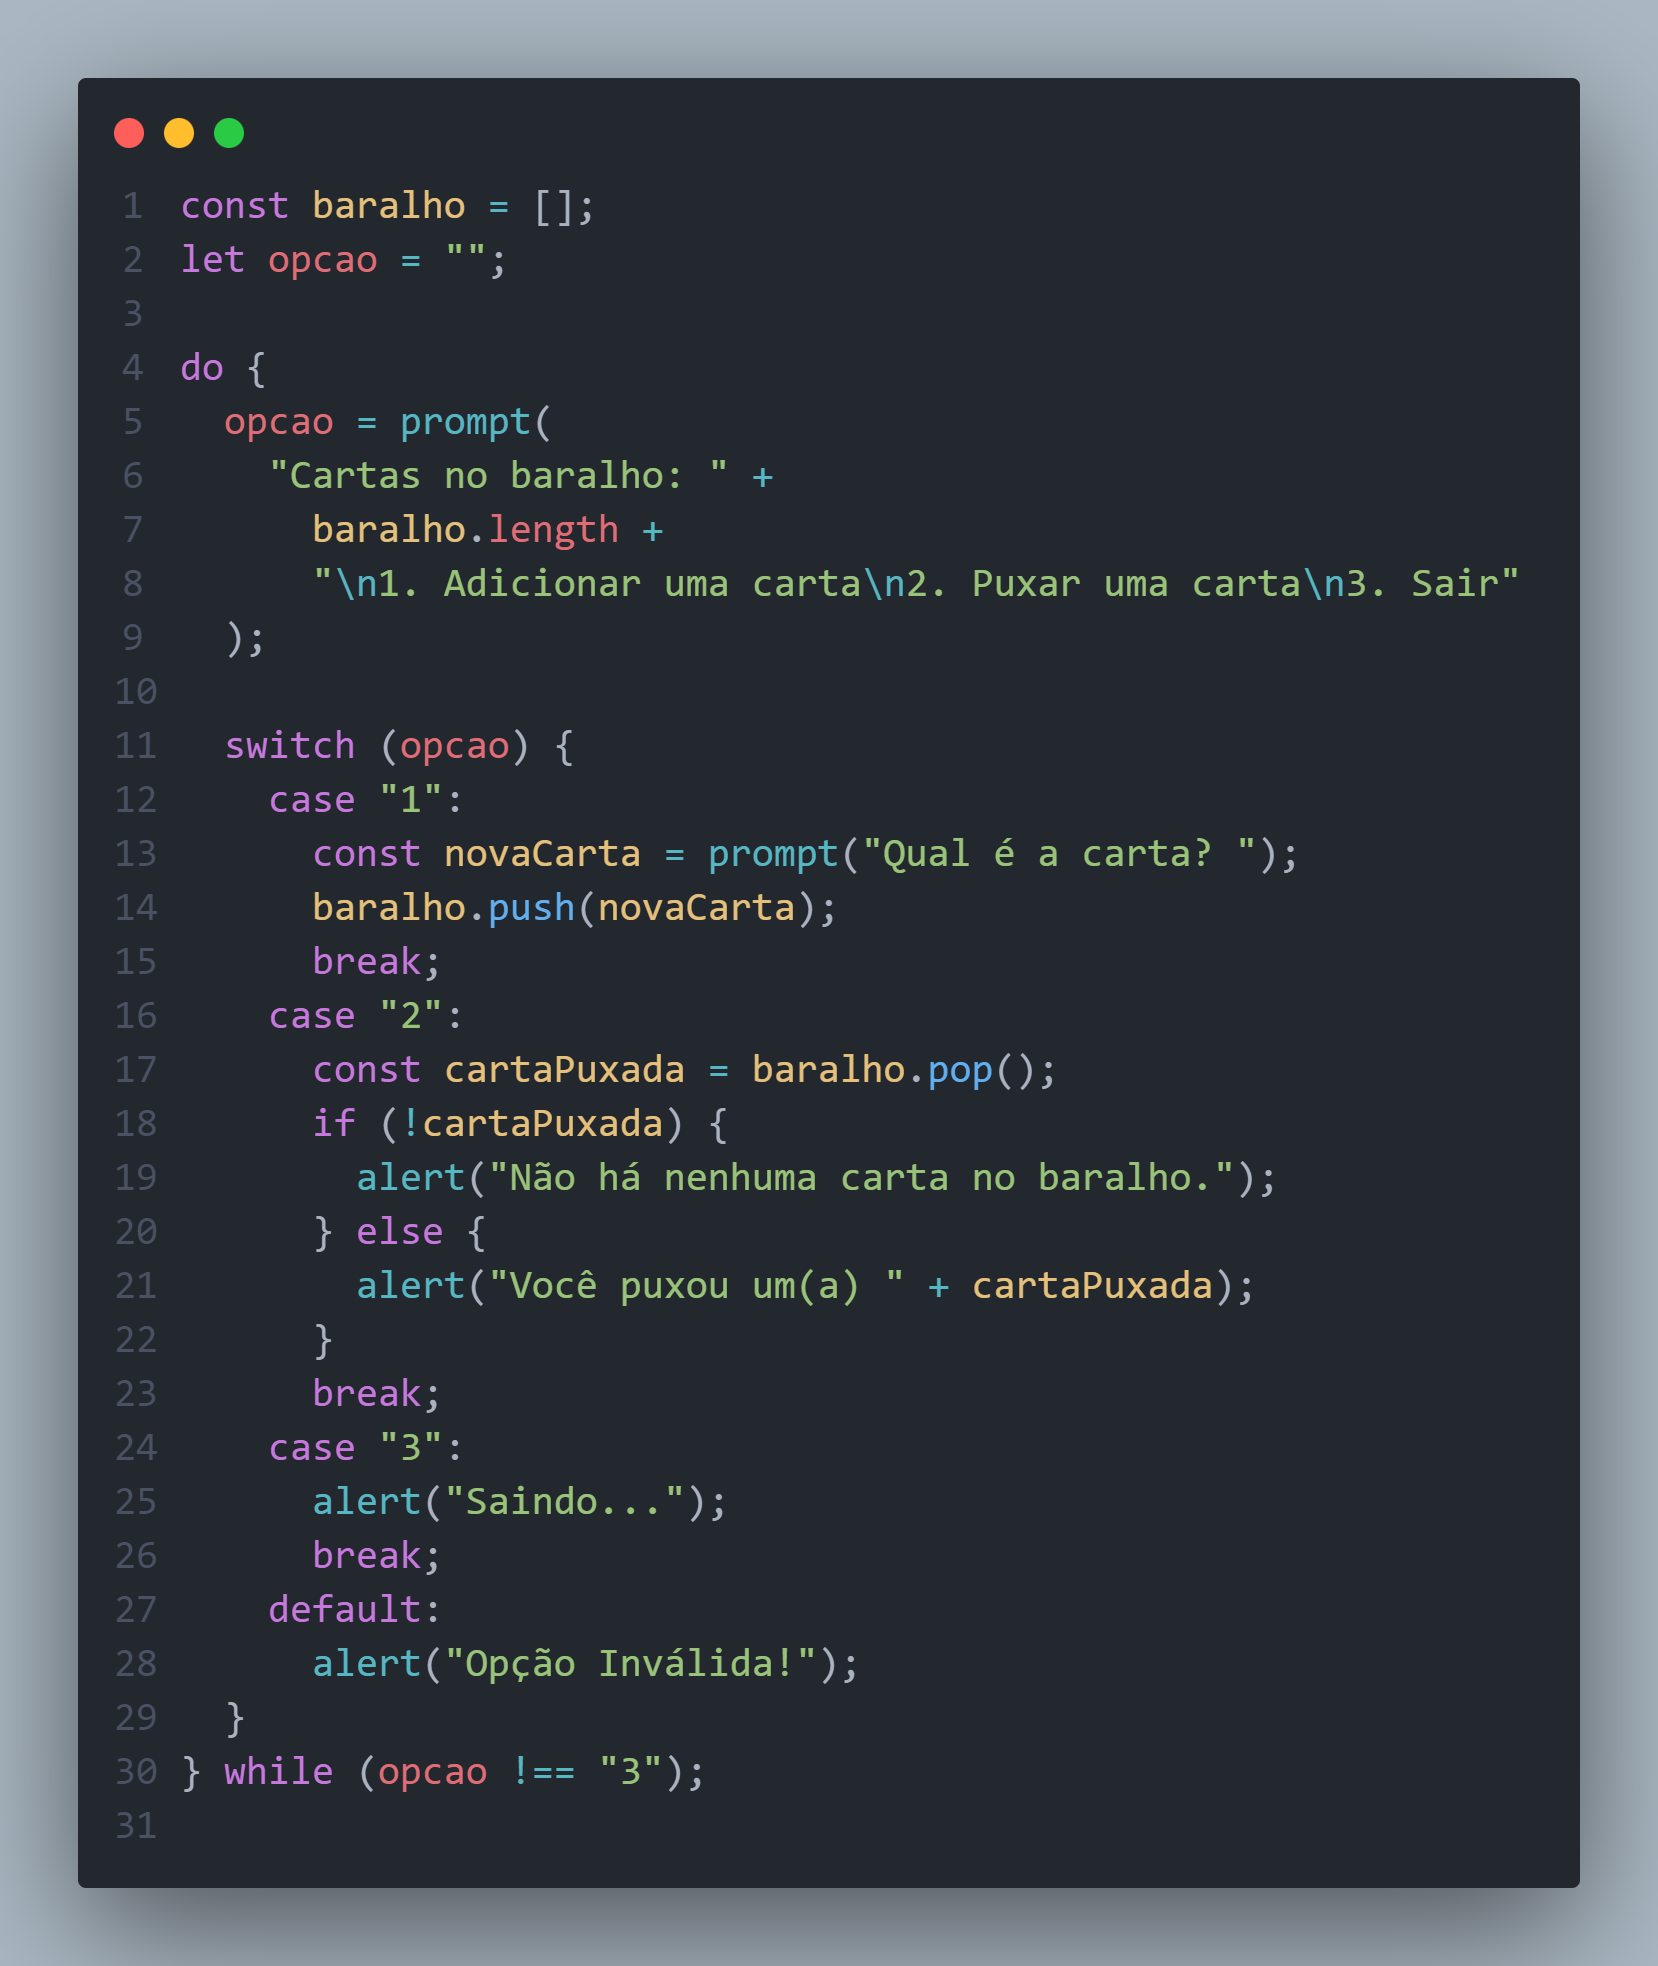 1 const baralho = [];
2 let opcao = "";
3
4 do {
5   opcao = prompt(
6     "Cartas no baralho: " +
7       baralho.length +
8       "\n1. Adicionar uma carta\n2. Puxar uma carta\n3. Sair"
9   );
10
11   switch (opcao) {
12     case "1":
13       const novaCarta = prompt("Qual é a carta? ");
14       baralho.push(novaCarta);
15       break;
16     case "2":
17       const cartaPuxada = baralho.pop();
18       if (!cartaPuxada) {
19         alert("Não há nenhuma carta no baralho.");
20       } else {
21         alert("Você puxou um(a) " + cartaPuxada);
22       }
23       break;
24     case "3":
25       alert("Saindo...");
26       break;
27     default:
28       alert("Opção Inválida!");
29   }
30 } while (opcao !== "3");
31